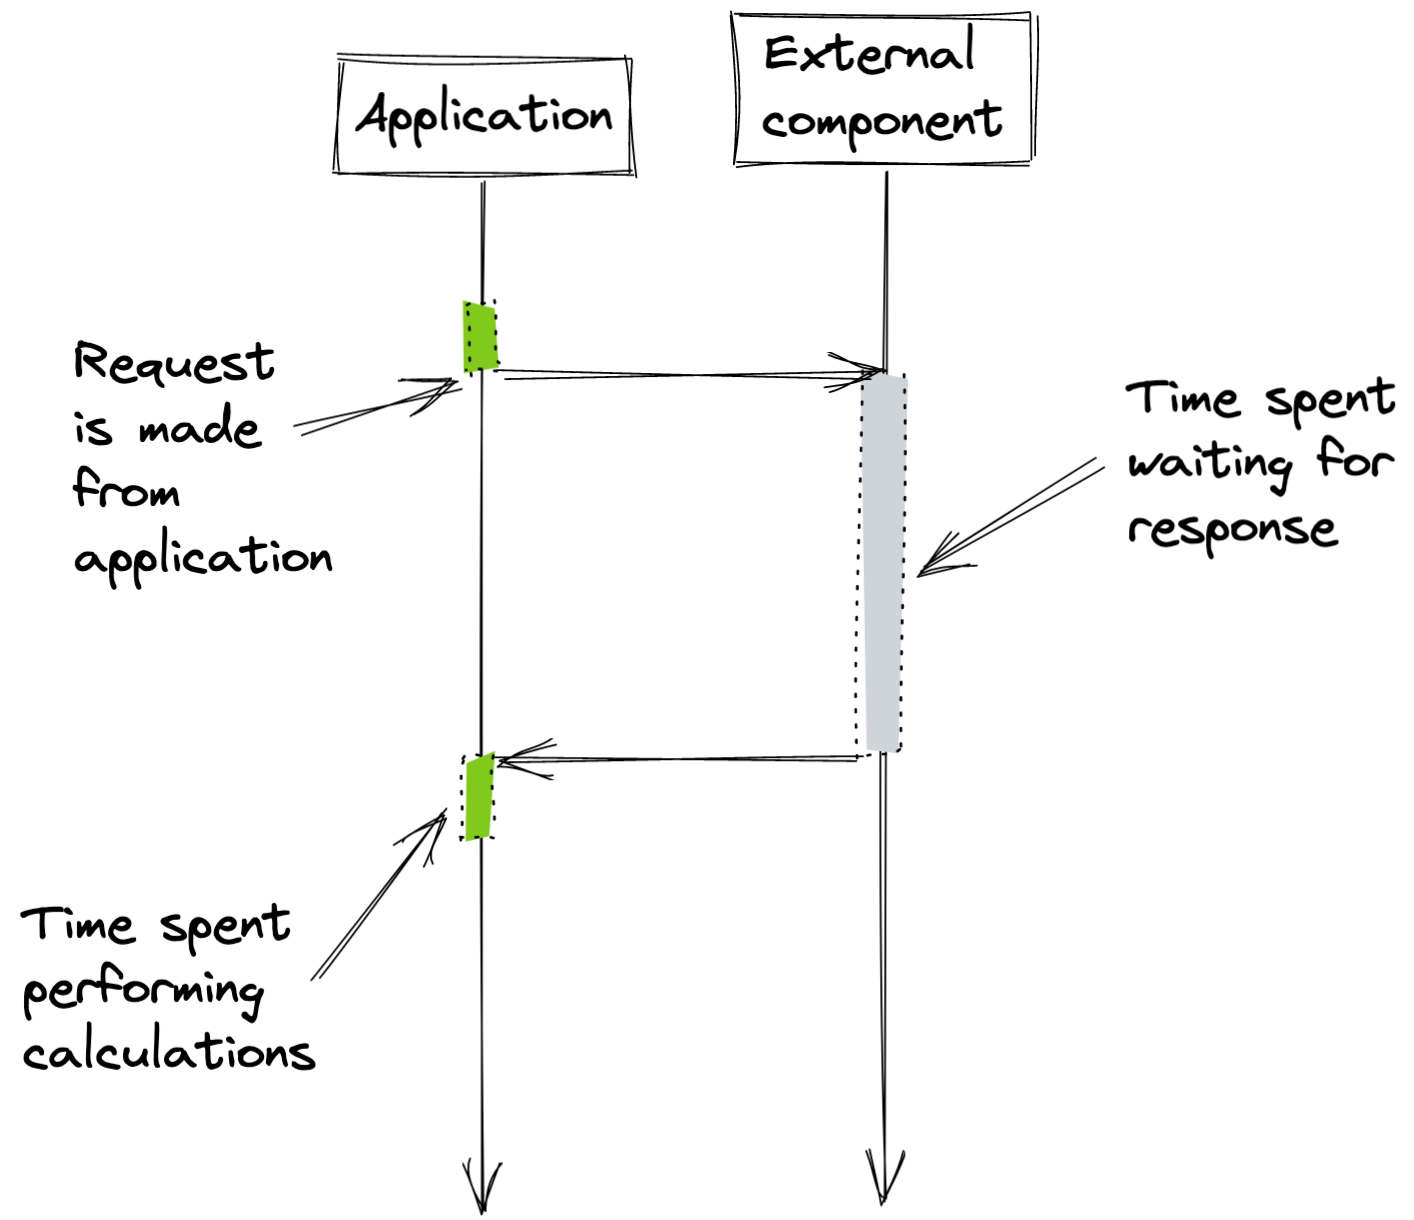 Application
External
component
Request
is made
from
application
Time spent
waiting for
response
Time spent
performing
calculations